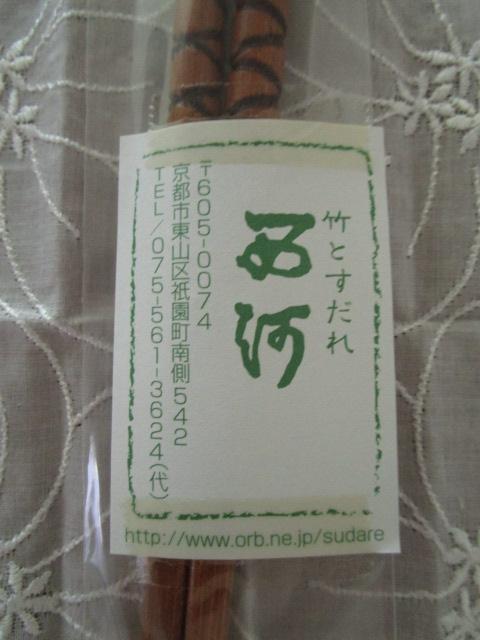 竹とすだれ
西河
〒605-0074
京都市東山区祇園町南側542
TEL/075-561-3624(代)
http://www.orb.ne.jp/sudare